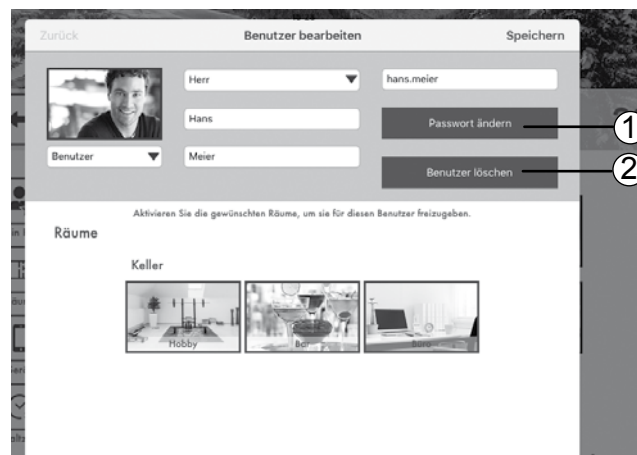 Zurück Benutzer bearbeiten Speichern
Herr hans.meier
Hans Passwort ändern 1
Benutzer Meier Benutzer löschen 2
Aktivieren Sie die gewünschten Räume, um sie für diesen Benutzer freizugeben.
Räume
Keller
Hobby Bar Büro